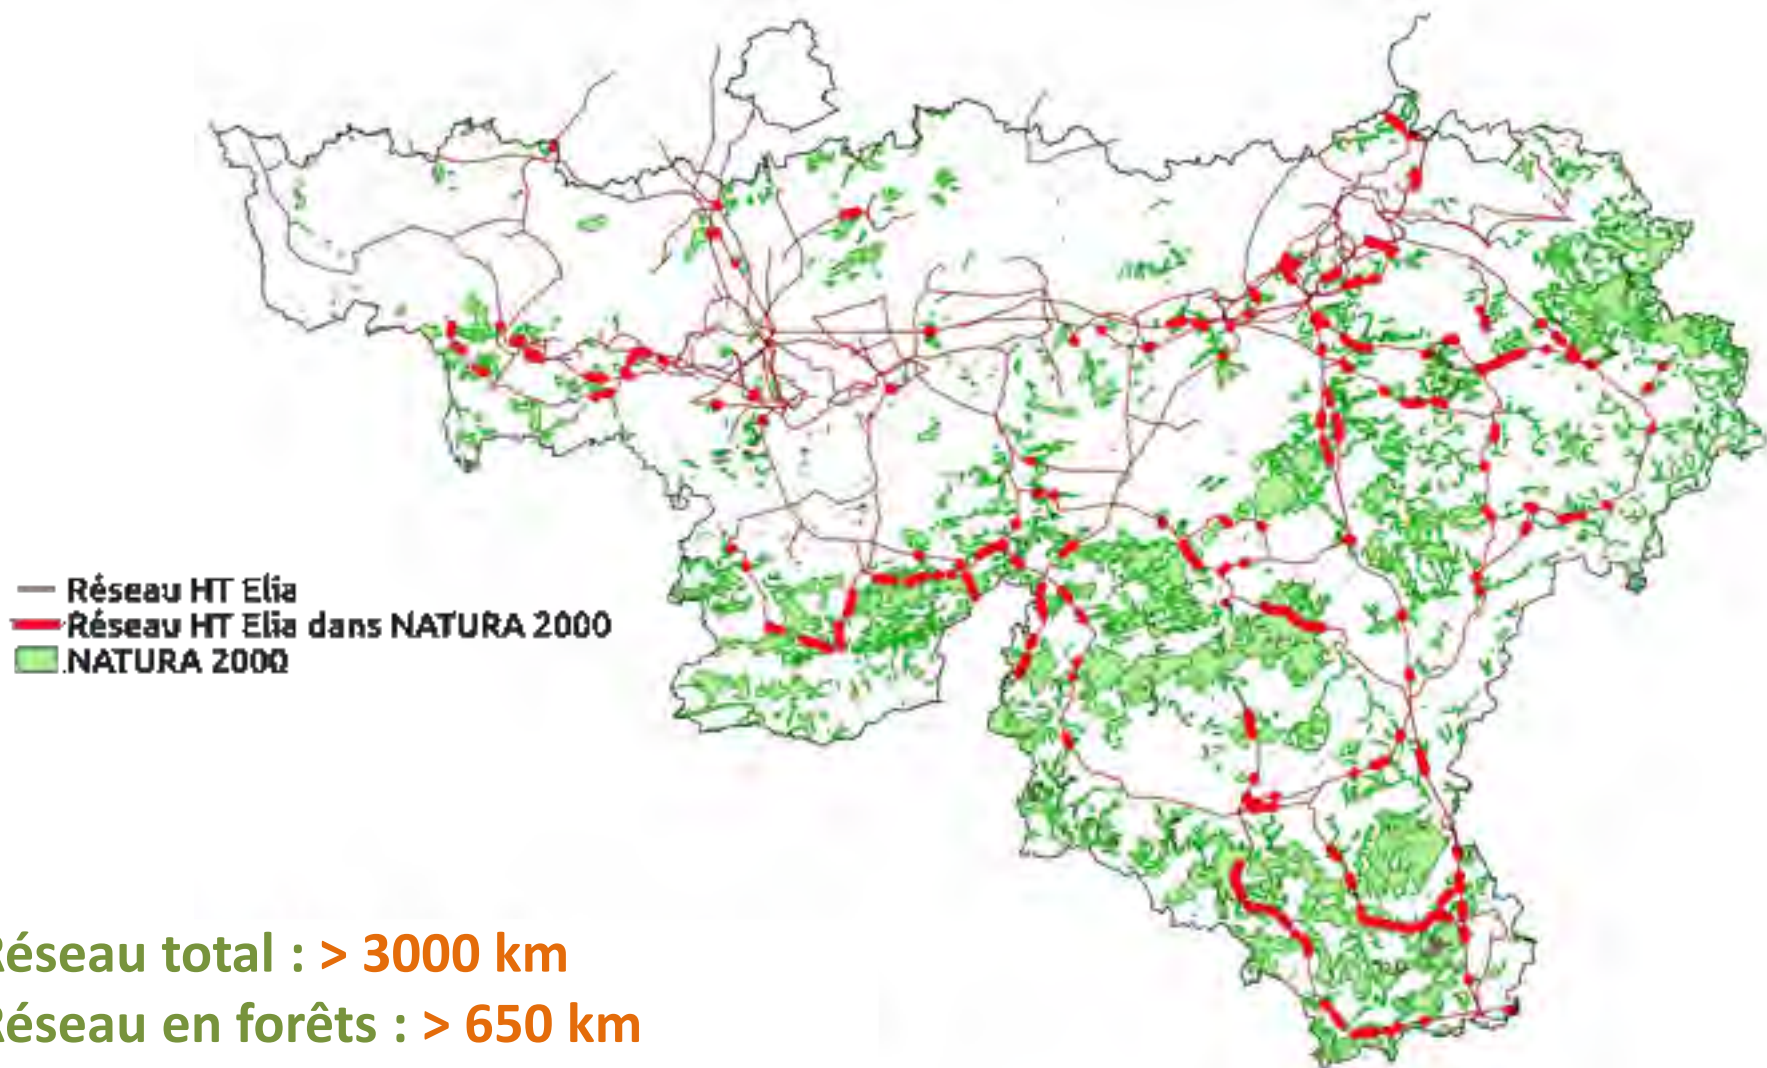 Réseau HT Elia
Réseau HT Elia dans NATURA 2000
.NATURA 2000
éseau total : > 3000 km
éseau en forêts : > 650 km